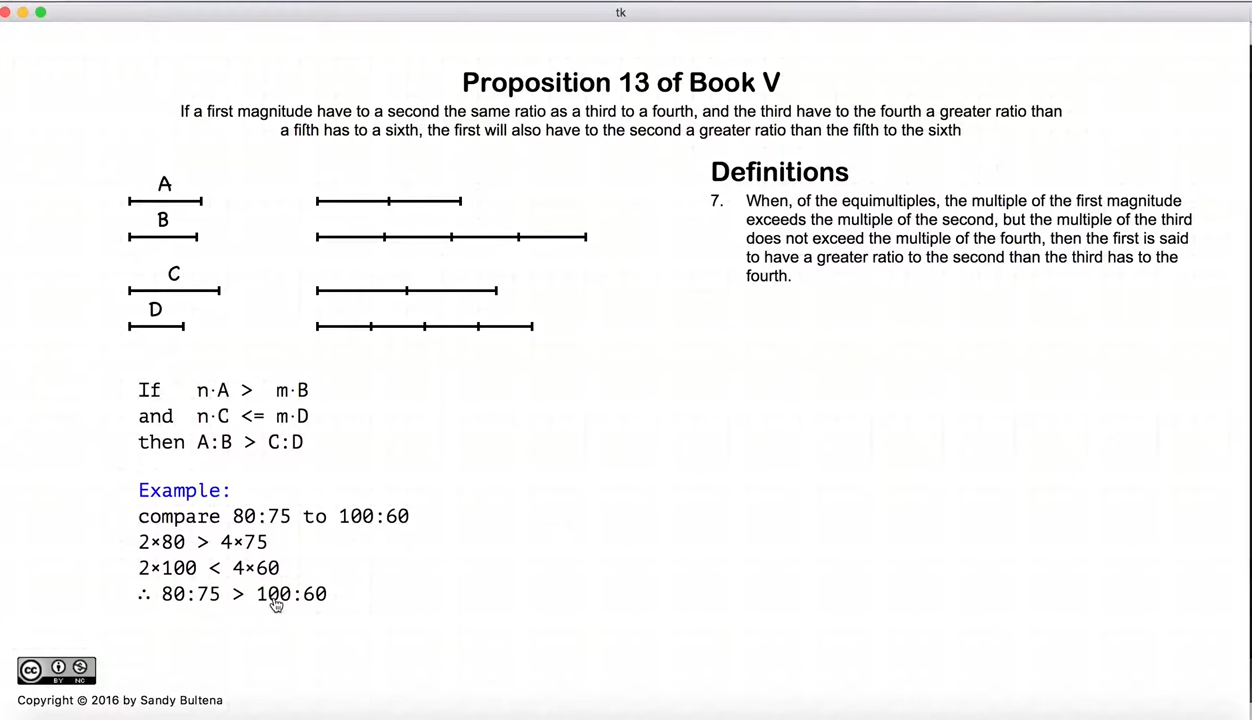 tk
Proposition 13 of Book V
If a first magnitude have to a second the same ratio as a third to a fourth, and the third have to the fourth a greater ratio than
a fifth has to a sixth, the first will also have to the second a greater ratio than the fifth to the sixth
A
B
C
D
Definitions
7. When, of the equimultiples, the multiple of the first magnitude
exceeds the multiple of the second, but the multiple of the third
does not exceed the multiple of the fourth, then the first is said
to have a greater ratio to the second than the third has to the
fourth.
If n·A > m·B
and n·C <= m·D
then A:B > C:D
Example:
compare 80:75 to 100:60
2×80 > 4×75
2×100 < 4×60
∴ 80:75 > 100:60
cc BY NC
Copyright © 2016 by Sandy Bultena